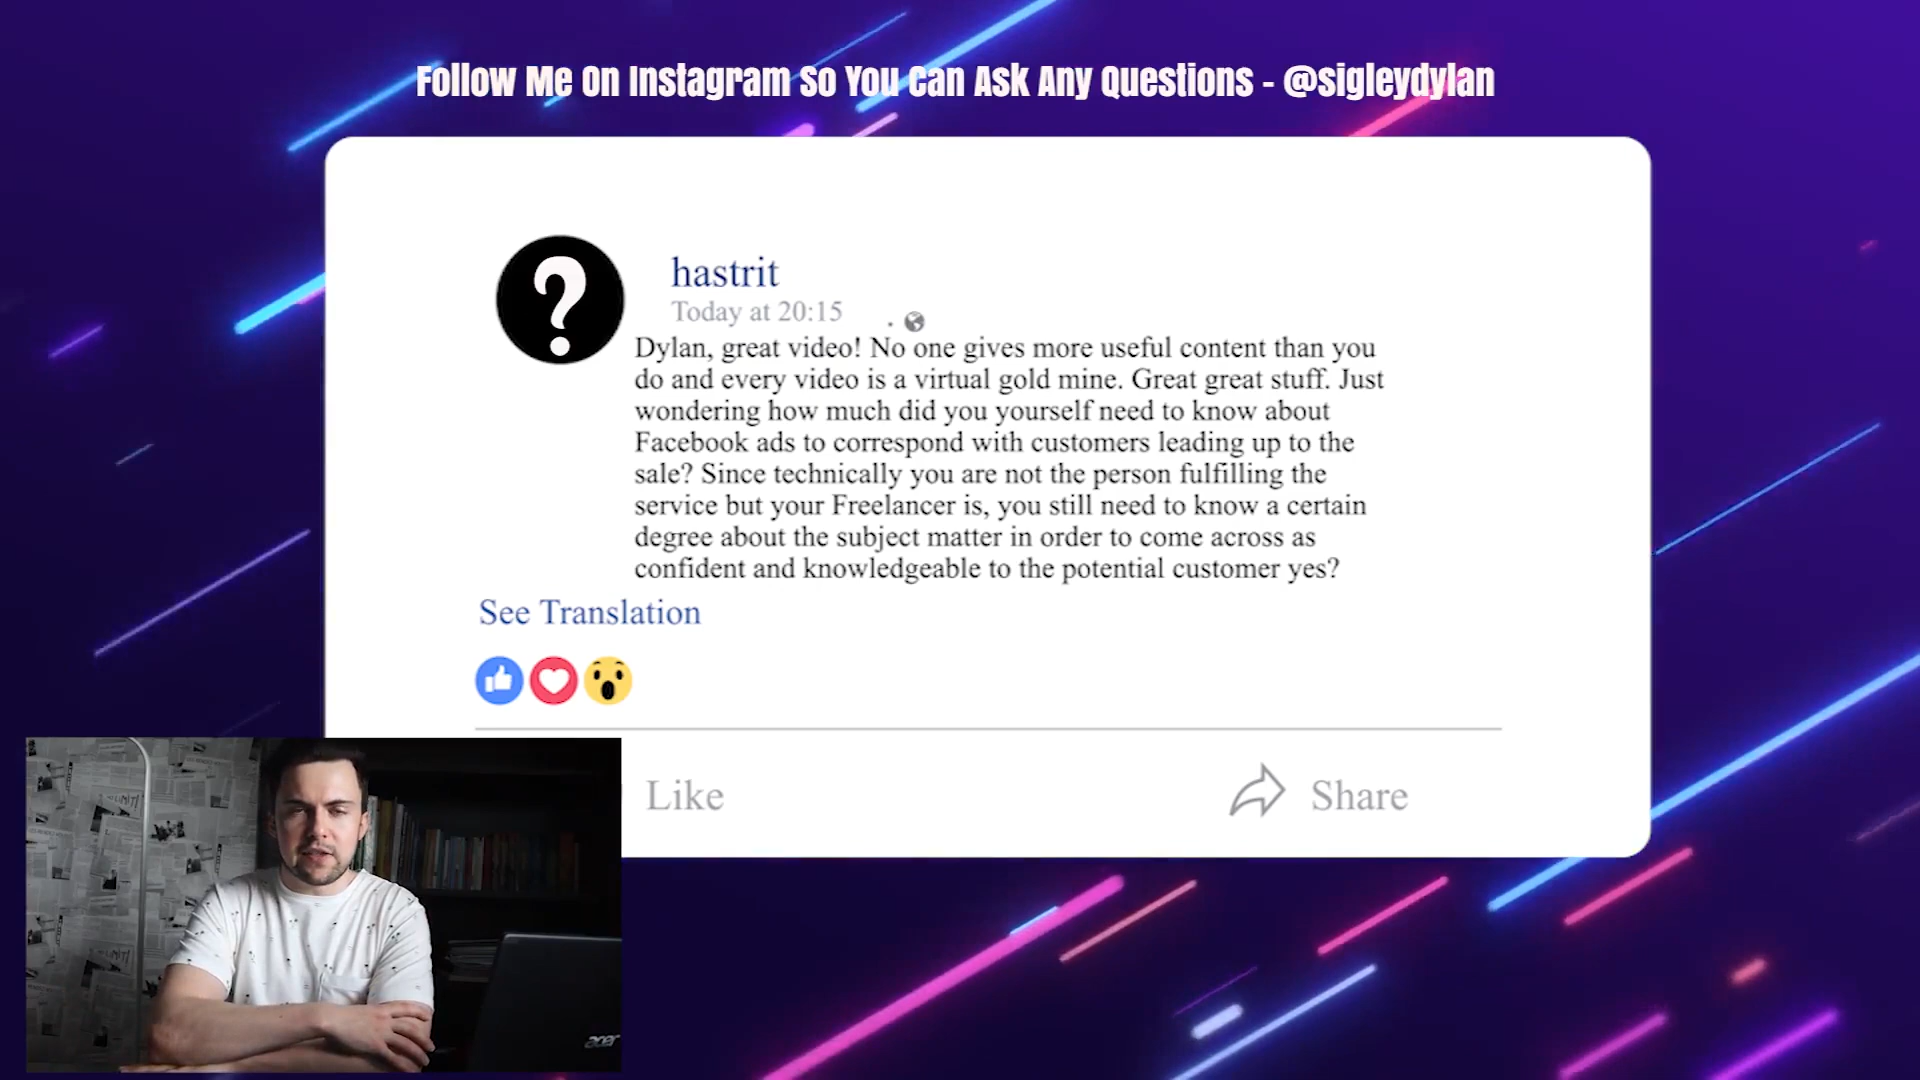 Follow Me On Instagram So You Can Ask Any Questions - @sigleydylan
hastrit
Today at 20:15
Dylan, great video! No one gives more useful content than you
do and every video is a virtual gold mine. Great great stuff. Just
wondering how much did you yourself need to know about
Facebook ads to correspond with customers leading up to the
sale? Since technically you are not the person fulfilling the
service but your Freelancer is, you still need to know a certain
degree about the subject matter in order to come across as
confident and knowledgeable to the potential customer yes?
See Translation
Like
Share
acer